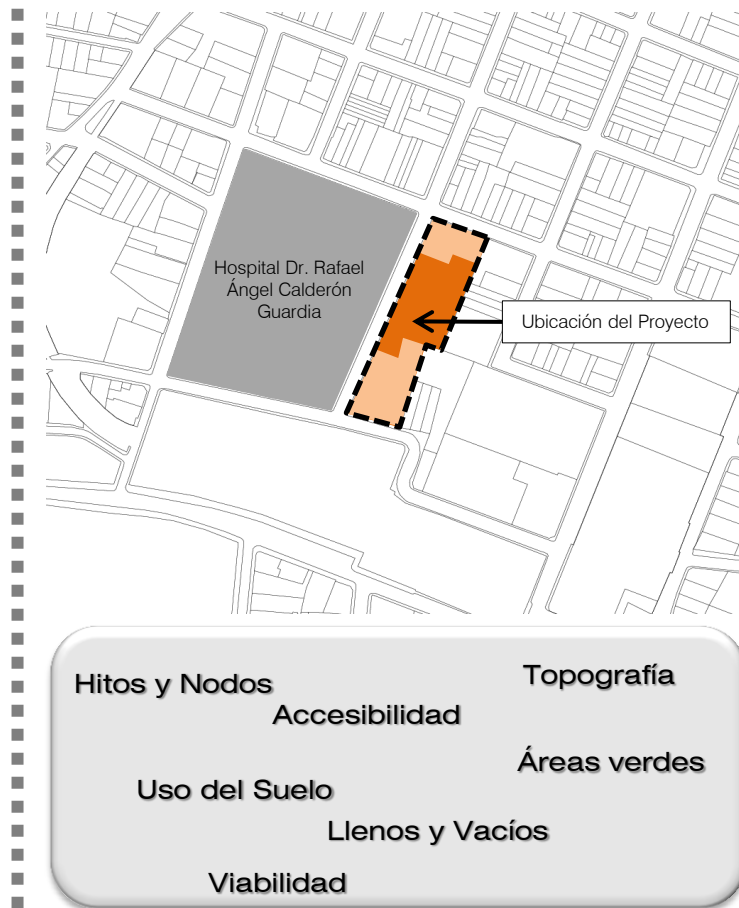 Hospital Dr. Rafael
Ángel Calderón
Guardia
Ubicación del Proyecto
Hitos y Nodos
Topografía
Accesibilidad
Áreas verdes
Uso del Suelo
Llenos y Vacíos
Viabilidad